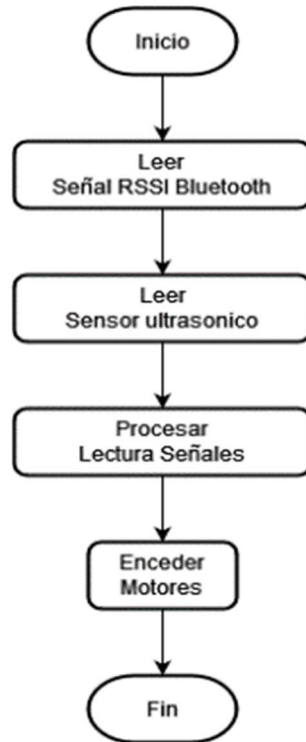 Inicio
Leer
Señal RSSI Bluetooth
Leer
Sensor ultrasonico
Procesar
Lectura Señales
Enceder
Motores
Fin